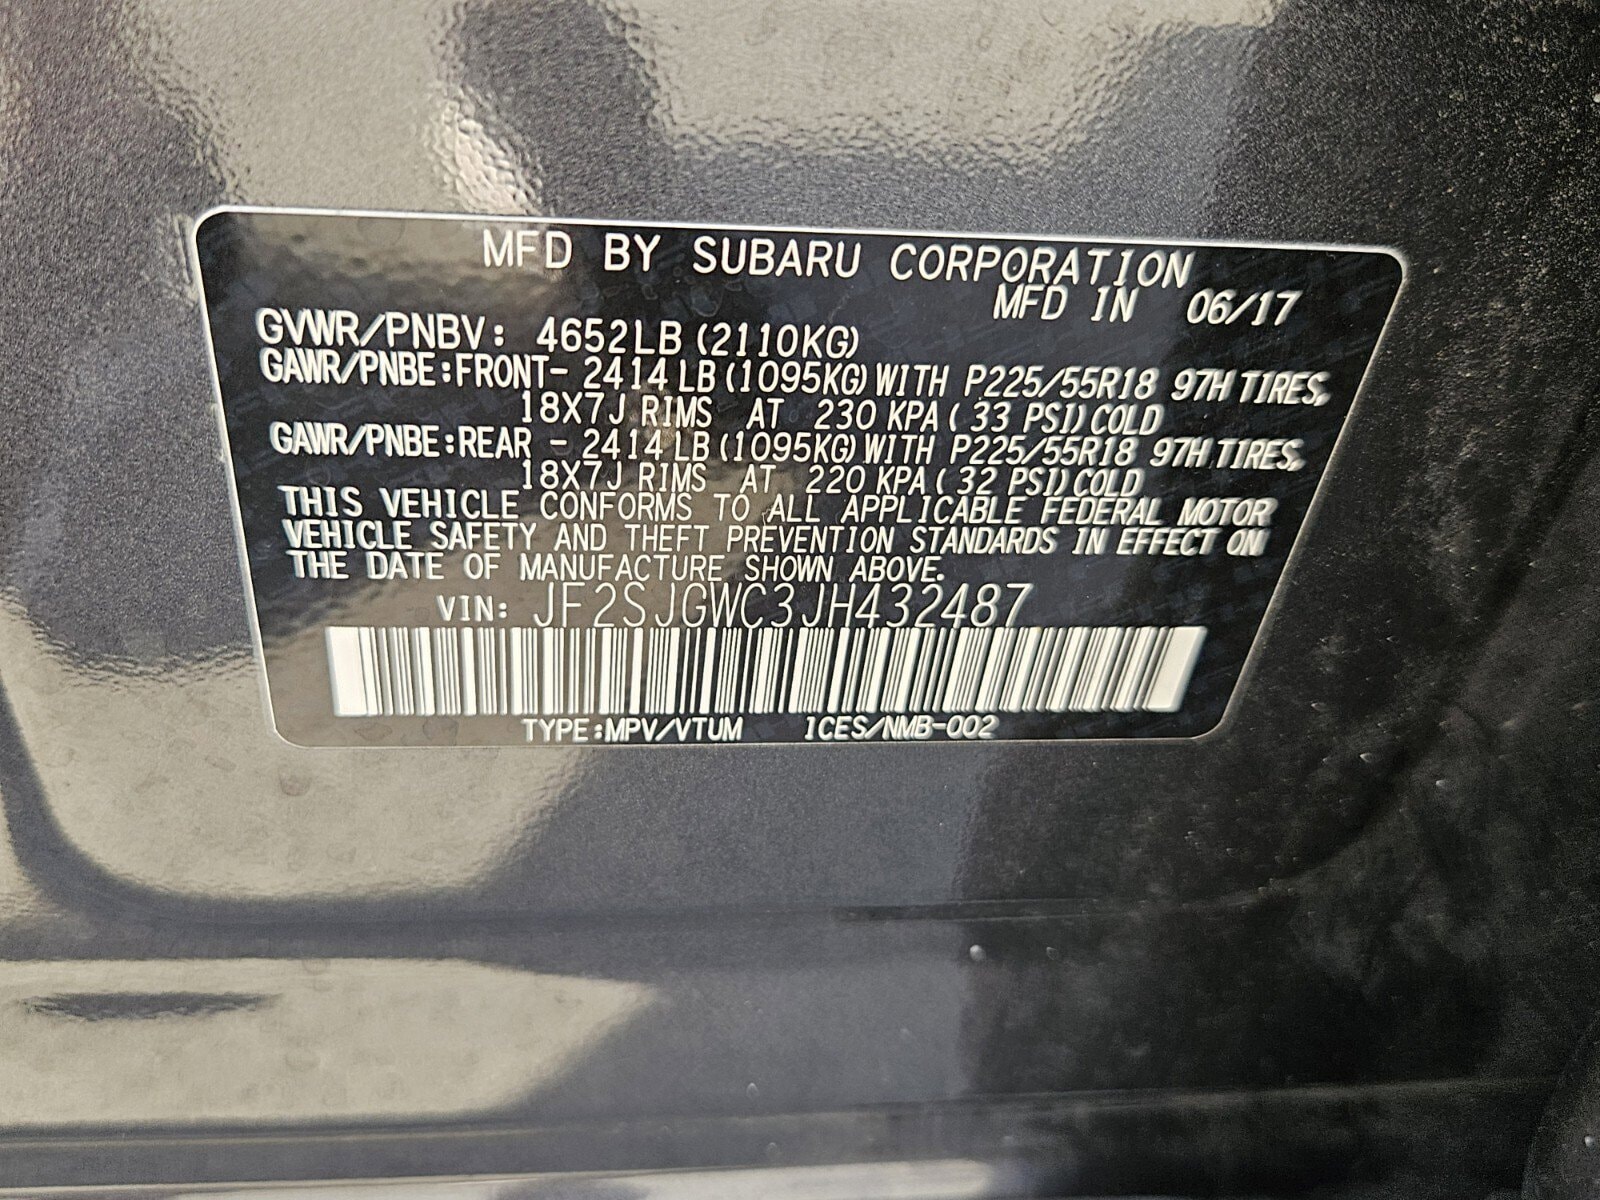 MFD BY SUBARU CORPORATION
MFD IN 06/17
GVWR/PNBV: 4652LB (2110KG)
GAWR/PNBE:FRONT- 2414LB(1095KG)WITH P225/55R18 97H TIRES,
18X7J RIMS AT 230 KPA( 33 PSI)COLD
GAWR/PNBE:REAR - 2414LB(1095KG)WITH P225/55R18 97H TIRES,
18X7J RIMS AT 220 KPA( 32 PSI)COLD
THIS VEHICLE CONFORMS TO ALL APPLICABLE FEDERAL MOTOR
VEHICLE SAFETY AND THEFT PREVENTION STANDARDS IN EFFECT ON
THE DATE OF MANUFACTURE SHOWN ABOVE.
VIN: JF2SJGWC3JH432487
TYPE:MPV/VTUM ICES/NMB-002